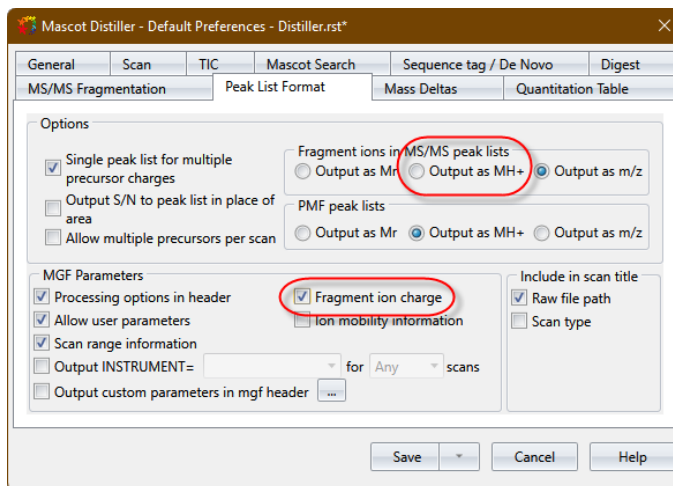 Mascot Distiller - Default Preferences - Distiller.rst*
General Scan TIC Mascot Search Sequence tag / De Novo Digest
MS/MS Fragmentation Peak List Format Mass Deltas Quantitation Table
Options
Single peak list for multiple
precursor charges
Output S/N to peak list in place of
area
Allow multiple precursors per scan
Fragment ions in MS/MS peak lists
Output as Mr Output as MH+ Output as m/z
PMF peak lists
Output as Mr Output as MH+ Output as m/z
MGF Parameters
Processing options in header Fragment ion charge
Allow user parameters Ion mobility information
Scan range information
Output INSTRUMENT= for Any scans
Output custom parameters in mgf header ...
Include in scan title
Raw file path
Scan type
Save Cancel Help